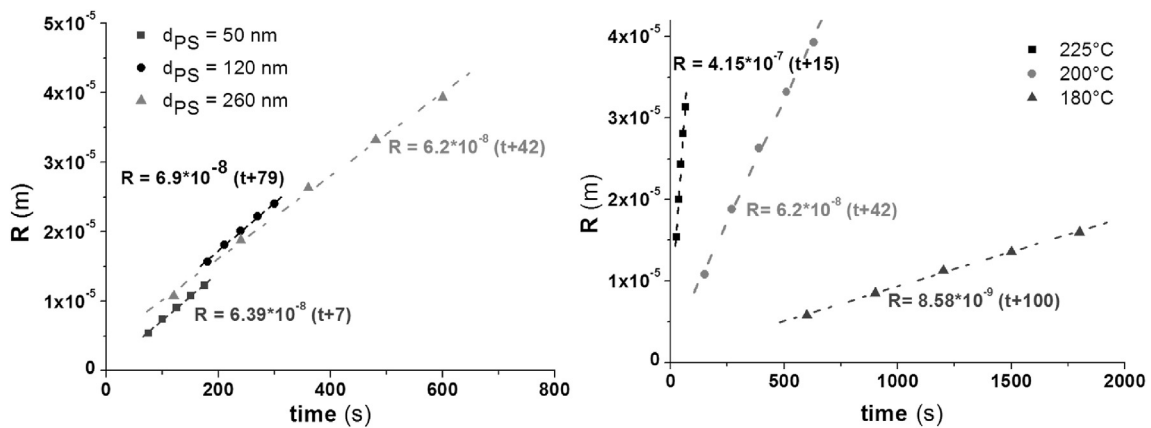 5x10-5
4x10-5
3x10-5
2x10-5
1x10-5
0
R (m)
0 200 400 600 800
time (s)
dPS = 50 nm
dPS = 120 nm
dPS = 260 nm
R = 6.9*10-8 (t+79)
R = 6.2*10-8 (t+42)
R = 6.39*10-8 (t+7)
4x10-5
3x10-5
2x10-5
1x10-5
0
R (m)
0 500 1000 1500 2000
time (s)
225°C
200°C
180°C
R = 4.15*10-7 (t+15)
R= 6.2*10-8 (t+42)
R= 8.58*10-9 (t+100)